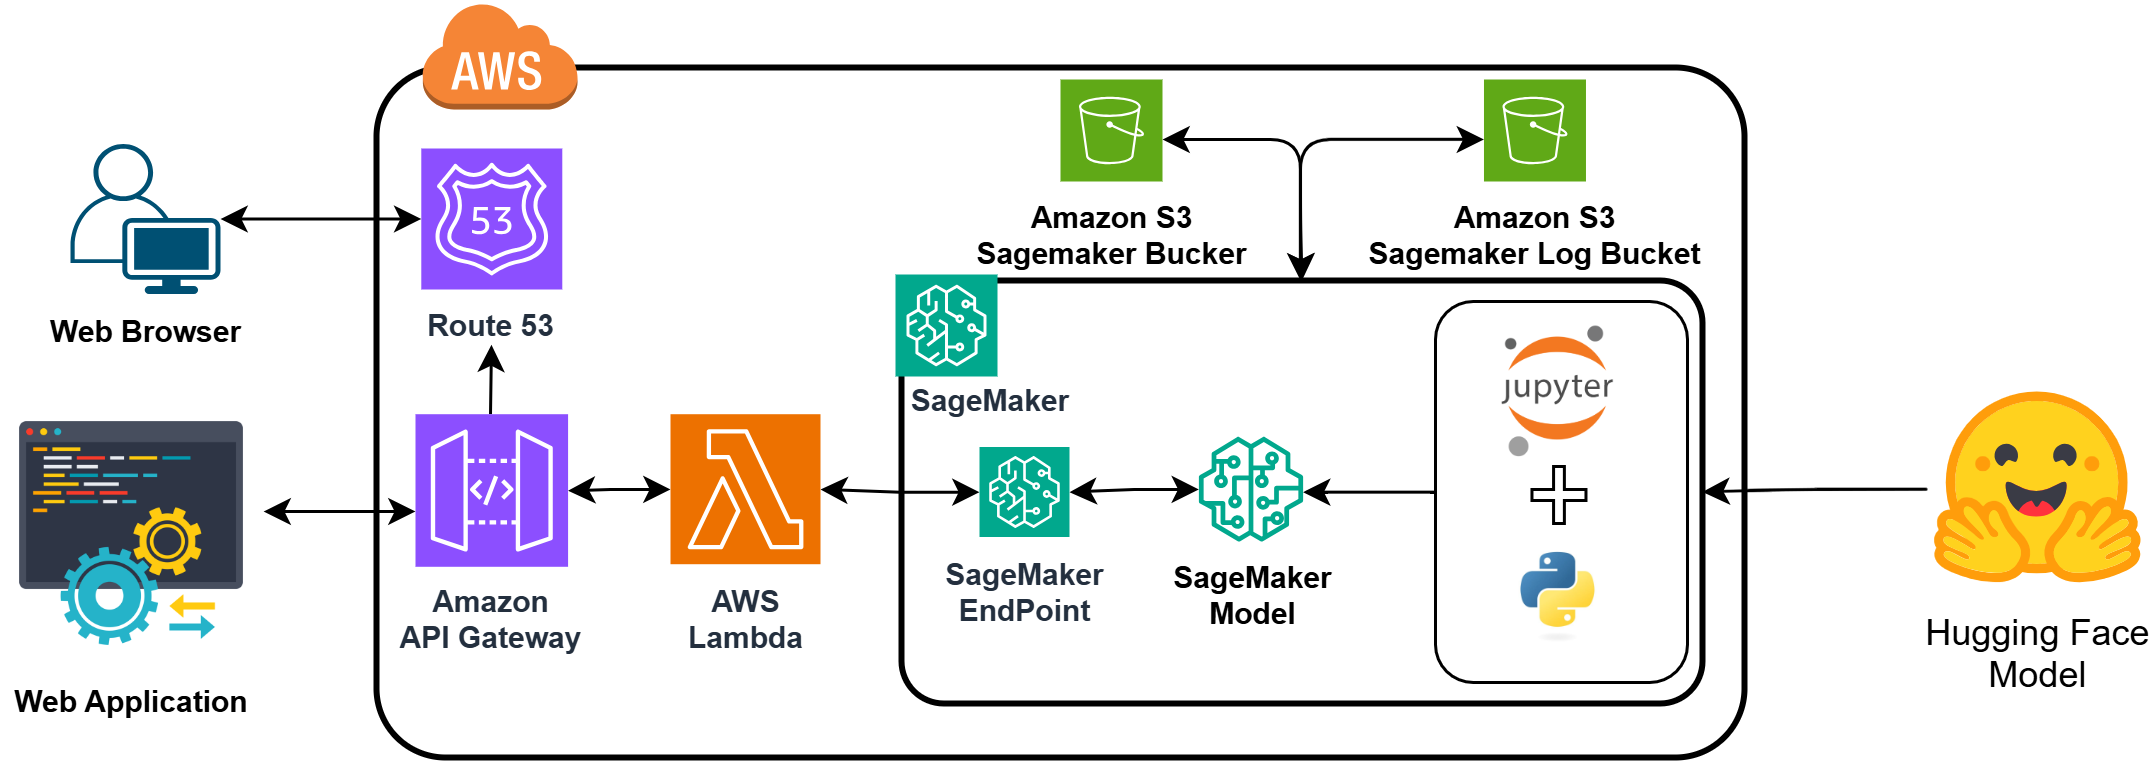 AWS
53
Route 53
Web Browser
Amazon S3
Sagemaker Bucker
Amazon S3
Sagemaker Log Bucket
SageMaker
jupyter
</>
Amazon
API Gateway
AWS
Lambda
SageMaker
EndPoint
SageMaker
Model
Web Application
Hugging Face
Model